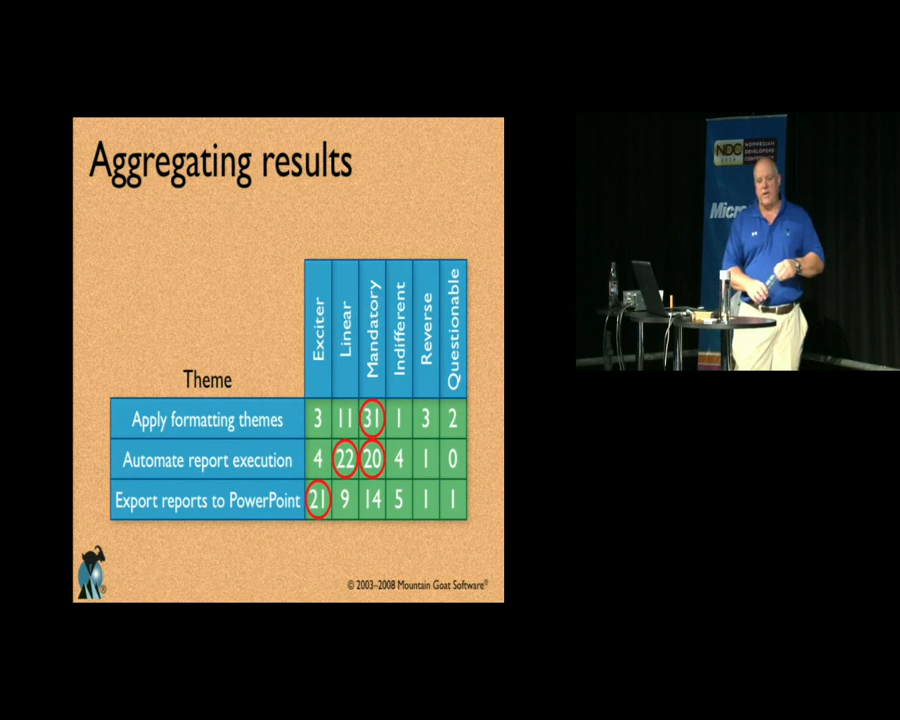 Aggregating results
Exciter
Linear
Mandatory
Indifferent
Reverse
Questionable
Theme
Apply formatting themes 3 11 31 1 3 2
Automate report execution 4 22 20 4 1 0
Export reports to PowerPoint 21 9 14 5 1 1
© 2003–2008 Mountain Goat Software®
®
NDC
NORWEGIAN
DEVELOPERS
Micr